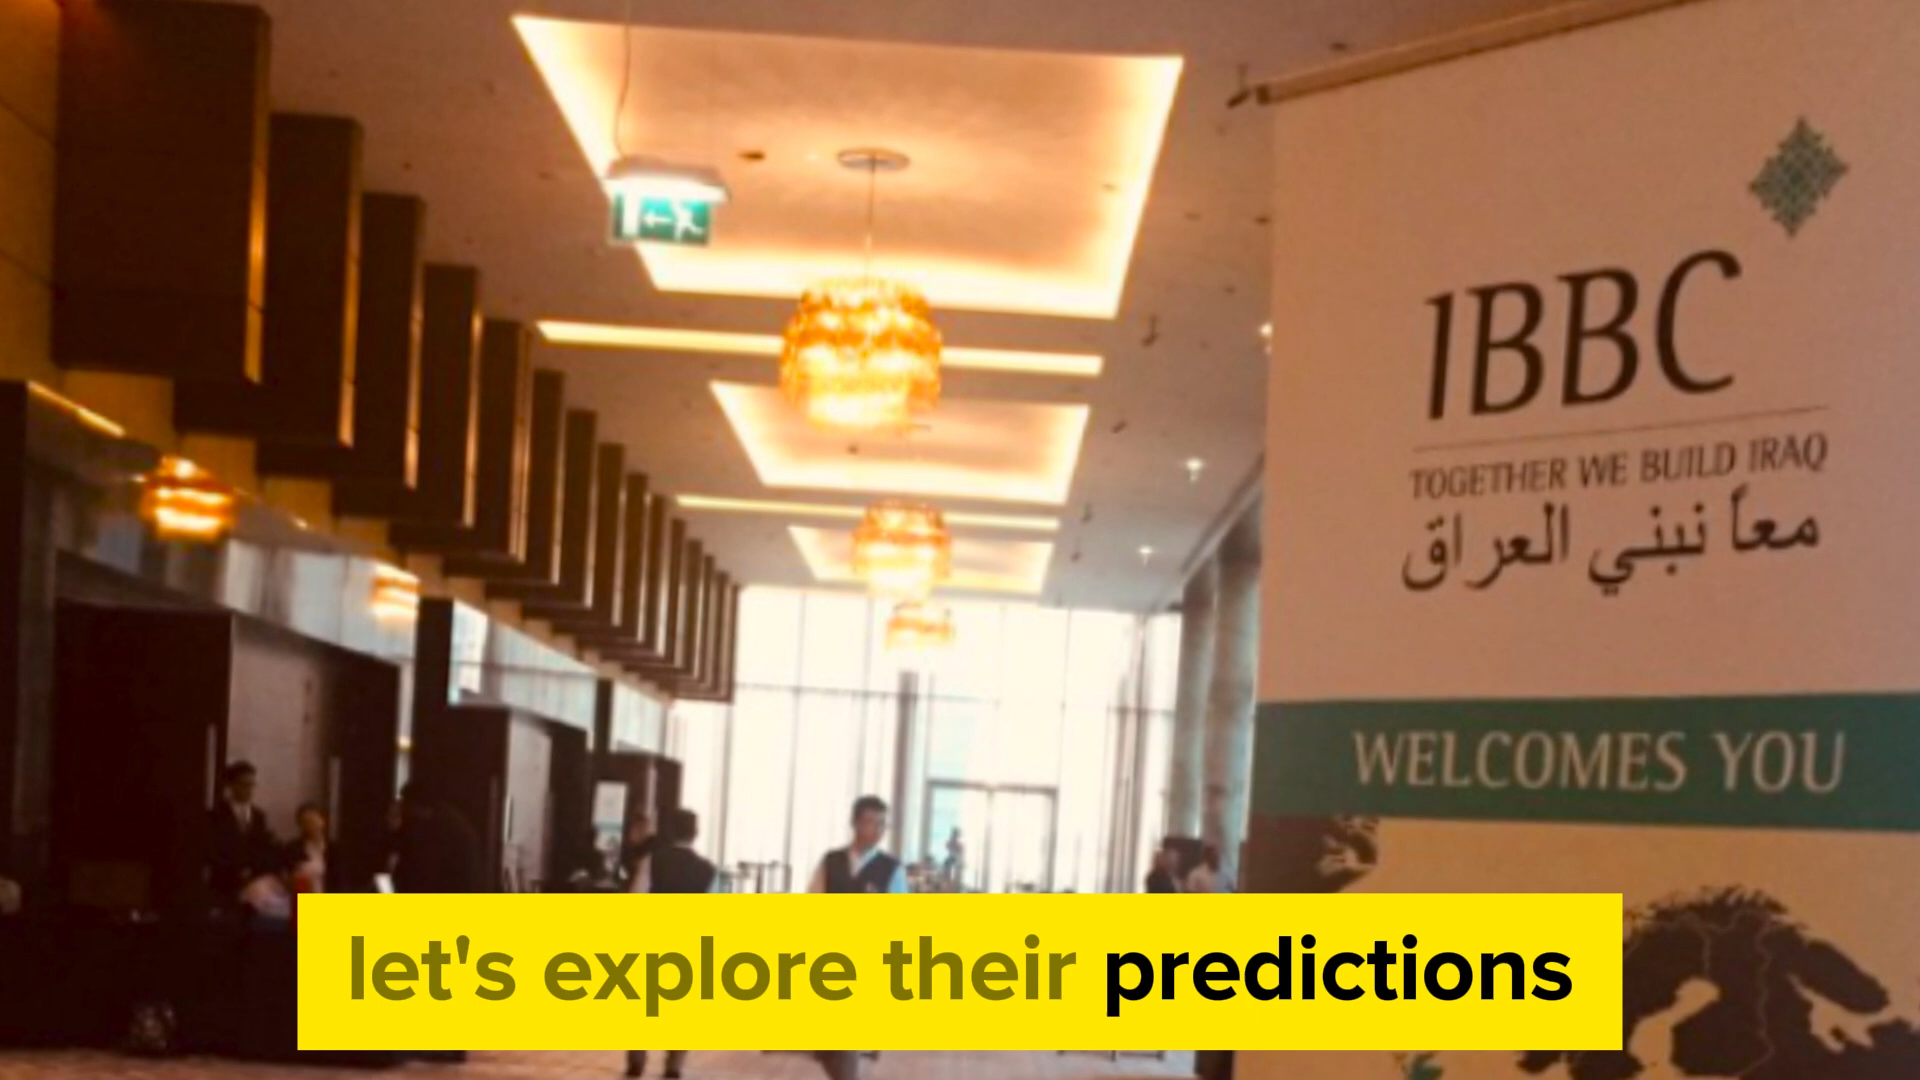 IBBC
TOGETHER WE BUILD IRAQ
معاً نبني العراق
WELCOMES YOU
let's explore their predictions